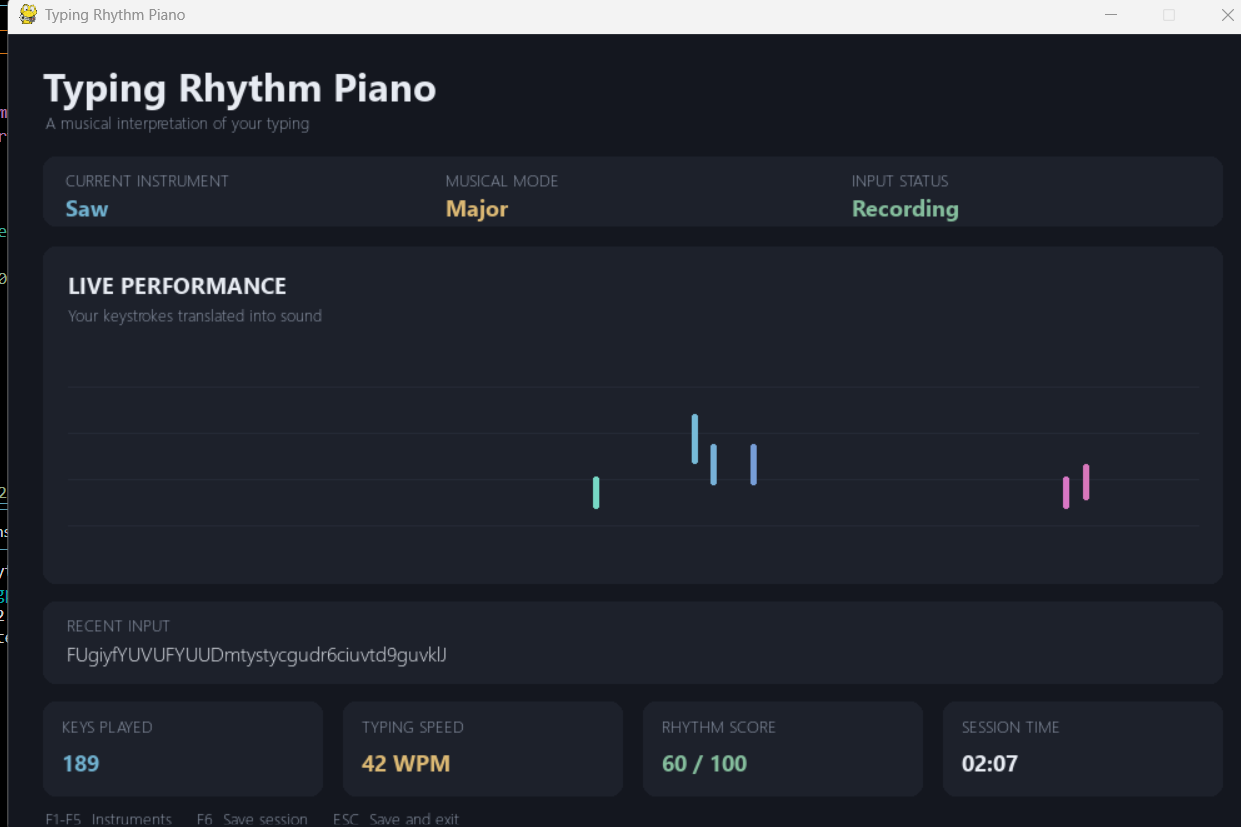 Typing Rhythm Piano
Typing Rhythm Piano
A musical interpretation of your typing
CURRENT INSTRUMENT
Saw
MUSICAL MODE
Major
INPUT STATUS
Recording
LIVE PERFORMANCE
Your keystrokes translated into sound
RECENT INPUT
FUgiyfYUVUFYUUDmtystycgudr6ciuvtd9guvklJ
KEYS PLAYED
189
TYPING SPEED
42 WPM
RHYTHM SCORE
60 / 100
SESSION TIME
02:07
F1-F5 Instruments F6 Save session ESC Save and exit